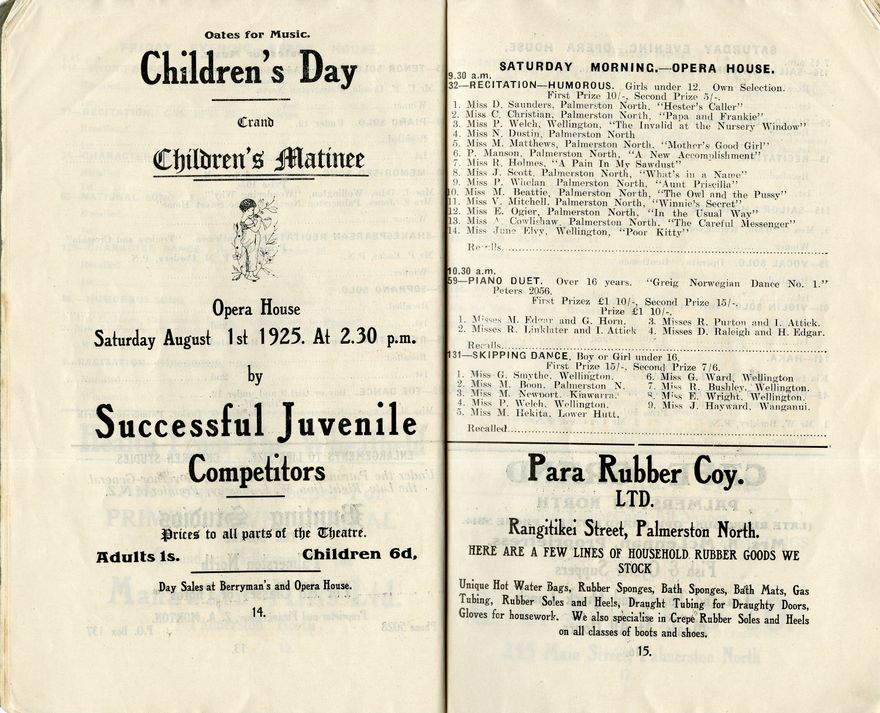 Oates for Music.
Children's Day
Grand
Children's Matinee
Opera House
Saturday August 1st 1925. At 2.30 p.m.
by
Successful Juvenile
Competitors
Prices to all parts of the Theatre.
Adults 1s. Children 6d,
Day Sales at Berryman's and Opera House.
14.
SATURDAY MORNING.—OPERA HOUSE.
9.30 a.m.
32—RECITATION—HUMOROUS. Girls under 12. Own Selection.
First Prize 10/-, Second Prize 5/-.
1. Miss D. Saunders, Palmerston North, "Hester's Caller"
2. Miss C. Christian, Palmerston North, "Papa and Frankie"
3. Miss P. Welch, Wellington, "The Invalid at the Nursery Window"
4. Miss N. Dustin, Palmerston North
5. Miss M. Matthews, Palmerston North, "Mother's Good Girl"
6. P. Manson, Palmerston North, "A New Accomplishment"
7. Miss R. Holmes, "A Pain In My Sawdust"
8. Miss J. Scott, Palmerston North, "What's in a Name"
9. Miss P. Whelan Palmerston North, "Aunt Priscilla"
10. Miss M. Beattie, Palmerston North, "The Owl and the Pussy"
11. Miss V. Mitchell, Palmerston North, "Winnie's Secret"
12. Miss E. Ogier, Palmerston North, "In the Usual Way"
13. Miss A. Cowlishaw, Palmerston North, "The Careful Messenger"
14. Miss June Elvy, Wellington, "Poor Kitty"
10.30 a.m.
59—PIANO DUET. Over 16 years. "Greig Norwegian Dance No. 1."
Peters 2056.
First Prizez £1 10/-, Second Prize 15/-.
Prize £1 10/-.
1. Misses M. Edgar and G. Horn. 3. Misses R. Purton and I. Attick.
2. Misses R. Linklater and I. Attick 4. Misses D. Raleigh and H. Edgar.
Recalls
131—SKIPPING DANCE, Boy or Girl under 16.
First Prize 15/-, Second Prize 7/6.
1. Miss G. Smythe, Wellington. 6. Miss G. Ward, Wellington
2. Miss M. Boon, Palmerston N. 7. Miss R. Bushley, Wellington.
3. Miss M. Newport, Kiawarra. 8. Miss E. Wright, Wellington.
4. Miss P. Welch, Wellington. 9. Miss J. Hayward, Wanganui.
5. Miss M. Hekita, Lower Hutt.
Recalled
Para Rubber Coy.
LTD.
Rangitikei Street, Palmerston North.
HERE ARE A FEW LINES OF HOUSEHOLD RUBBER GOODS WE
STOCK
Unique Hot Water Bags, Rubber Sponges, Bath Sponges, Bath Mats, Gas
Tubing, Rubber Soles and Heels, Draught Tubing for Draughty Doors,
Gloves for housework. We also specialise in Crepe Rubber Soles and Heels
on all classes of boots and shoes.
15.